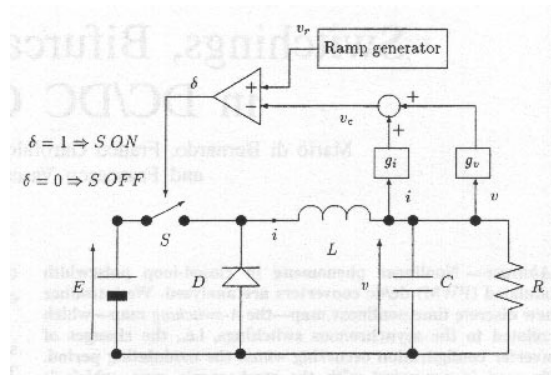 v_r
Ramp generator
δ
+
v_c
+
+
δ = 1 ⇒ S ON
δ = 0 ⇒ S OFF
g_i
g_v
i
v
S
i
L
E
D
v
C
R